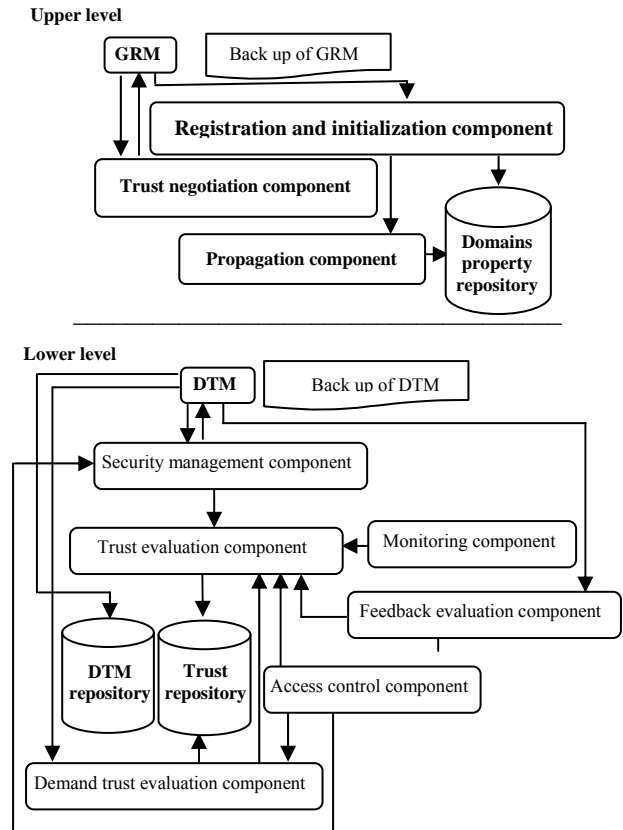 Upper level
GRM
Back up of GRM
Registration and initialization component
Trust negotiation component
Propagation component
Domains
property
repository
Lower level
DTM
Back up of DTM
Security management component
Trust evaluation component
Monitoring component
Feedback evaluation component
DTM
repository
Trust
repository
Access control component
Demand trust evaluation component